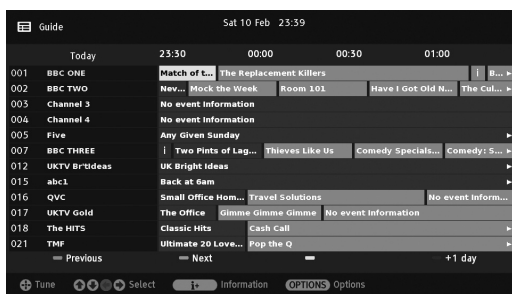 Guide Sat 10 Feb 23:39
Today 23:30 00:00 00:30 01:00
001 BBC ONE Match of t... The Replacement Killers i B...
002 BBC TWO Nev... Mock the Week Room 101 Have I Got Old N... The Cul...
003 Channel 3 No event Information
004 Channel 4 No event Information
005 Five Any Given Sunday
007 BBC THREE i Two Pints of Lag... Thieves Like Us Comedy Specials... Comedy: S...
012 UKTV Br'tIdeas UK Bright Ideas
015 abc1 Back at 6am
016 QVC Small Office Hom... Travel Solutions No event Inform...
017 UKTV Gold The Office Gimme Gimme Gimme No event Information
018 The HITS Classic Hits Cash Call
021 TMF Ultimate 20 Love... Pop the Q
Previous Next +1 day
Tune Select i+ Information OPTIONS Options